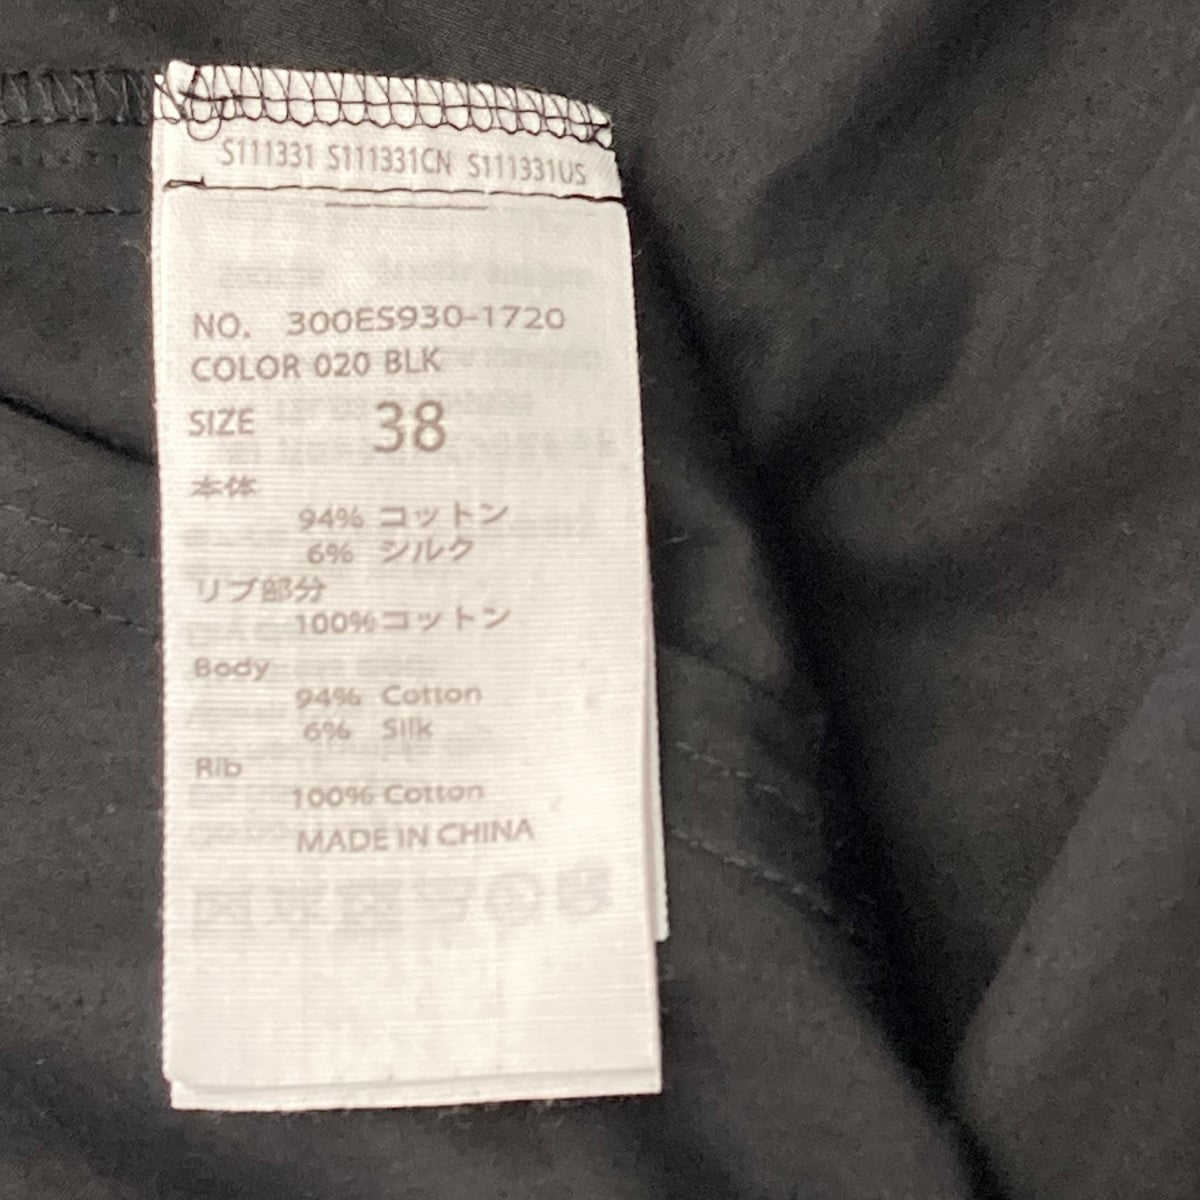 S111331 S111331CN S111331US
NO. 300ES930-1720
COLOR 020 BLK
SIZE 38
本体
94% コットン
6% シルク
リブ部分
100% コットン
Body
94% Cotton
6% Silk
Rib
100% Cotton
MADE IN CHINA